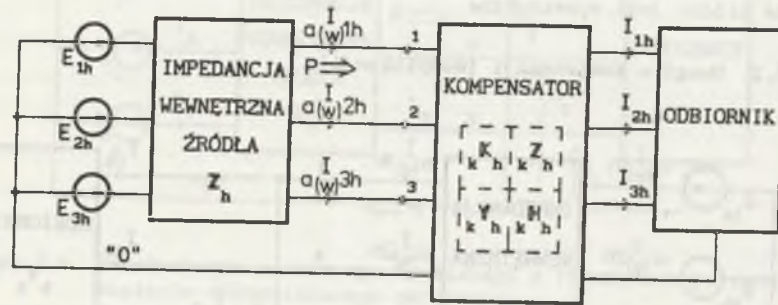 E1h
E2h
E3h
IMPEDANCJA
WEWNĘTRZNA
ŹRÓDŁA
Zh
I
a(w)1h
P
I
a(w)2h
I
a(w)3h
1
2
3
KOMPENSATOR
kKh kZh
kYh kHh
I1h
I2h
I3h
ODBIORNIK
"0"